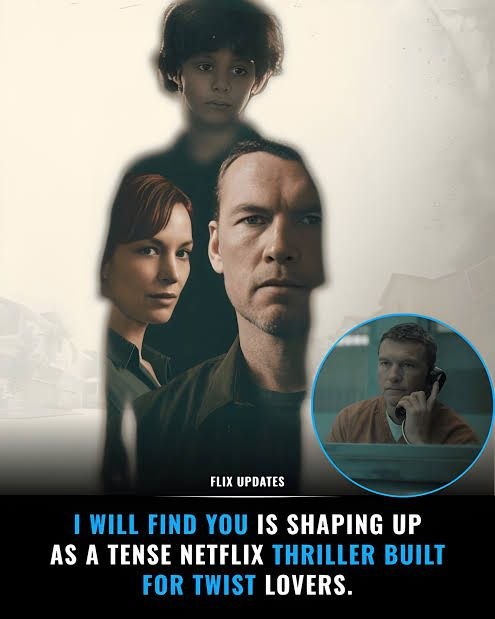 FLIX UPDATES
I WILL FIND YOU IS SHAPING UP
AS A TENSE NETFLIX THRILLER BUILT
FOR TWIST LOVERS.